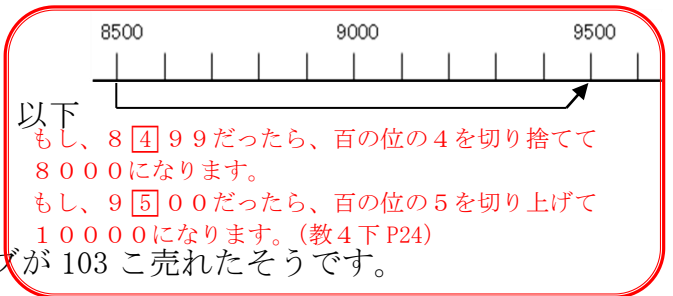 8500 9000 9500
以下
もし、８４９９だったら、百の位の４を切り捨てて
８０００になります。
もし、９５００だったら、百の位の５を切り上げて
１００００になります。(教４下 P24)
が 103 こ売れたそうです。